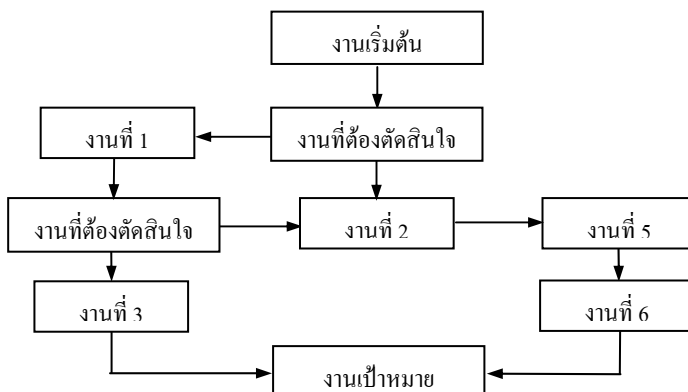 งานเริ่มต้น
งานที่ 1
งานที่ต้องตัดสินใจ
งานที่ต้องตัดสินใจ
งานที่ 2
งานที่ 5
งานที่ 3
งานที่ 6
งานเป้าหมาย